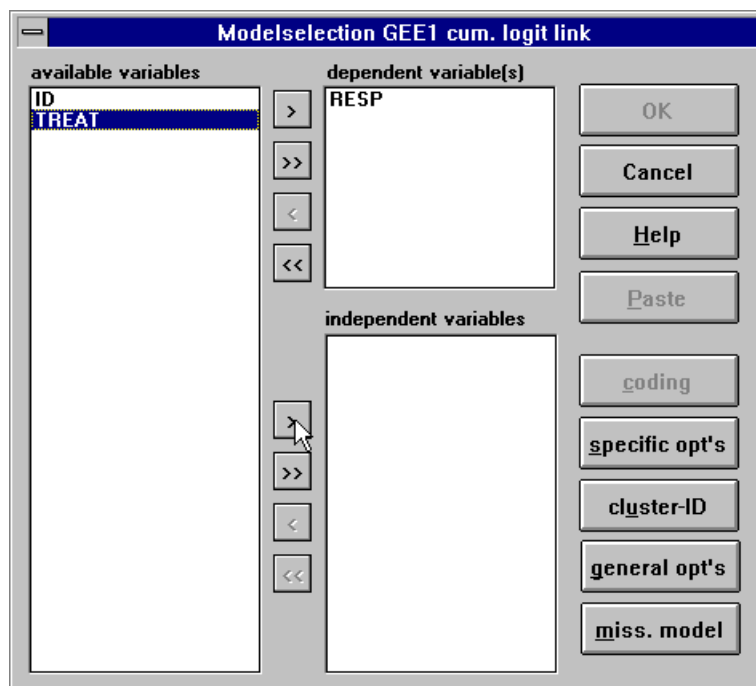 Modelselection GEE1 cum. logit link
available variables
ID
TREAT
>
>>
<
<<
dependent variable(s)
RESP
>
>>
<
<<
independent variables
OK
Cancel
Help
Paste
coding
specific opt's
cluster-ID
general opt's
miss. model